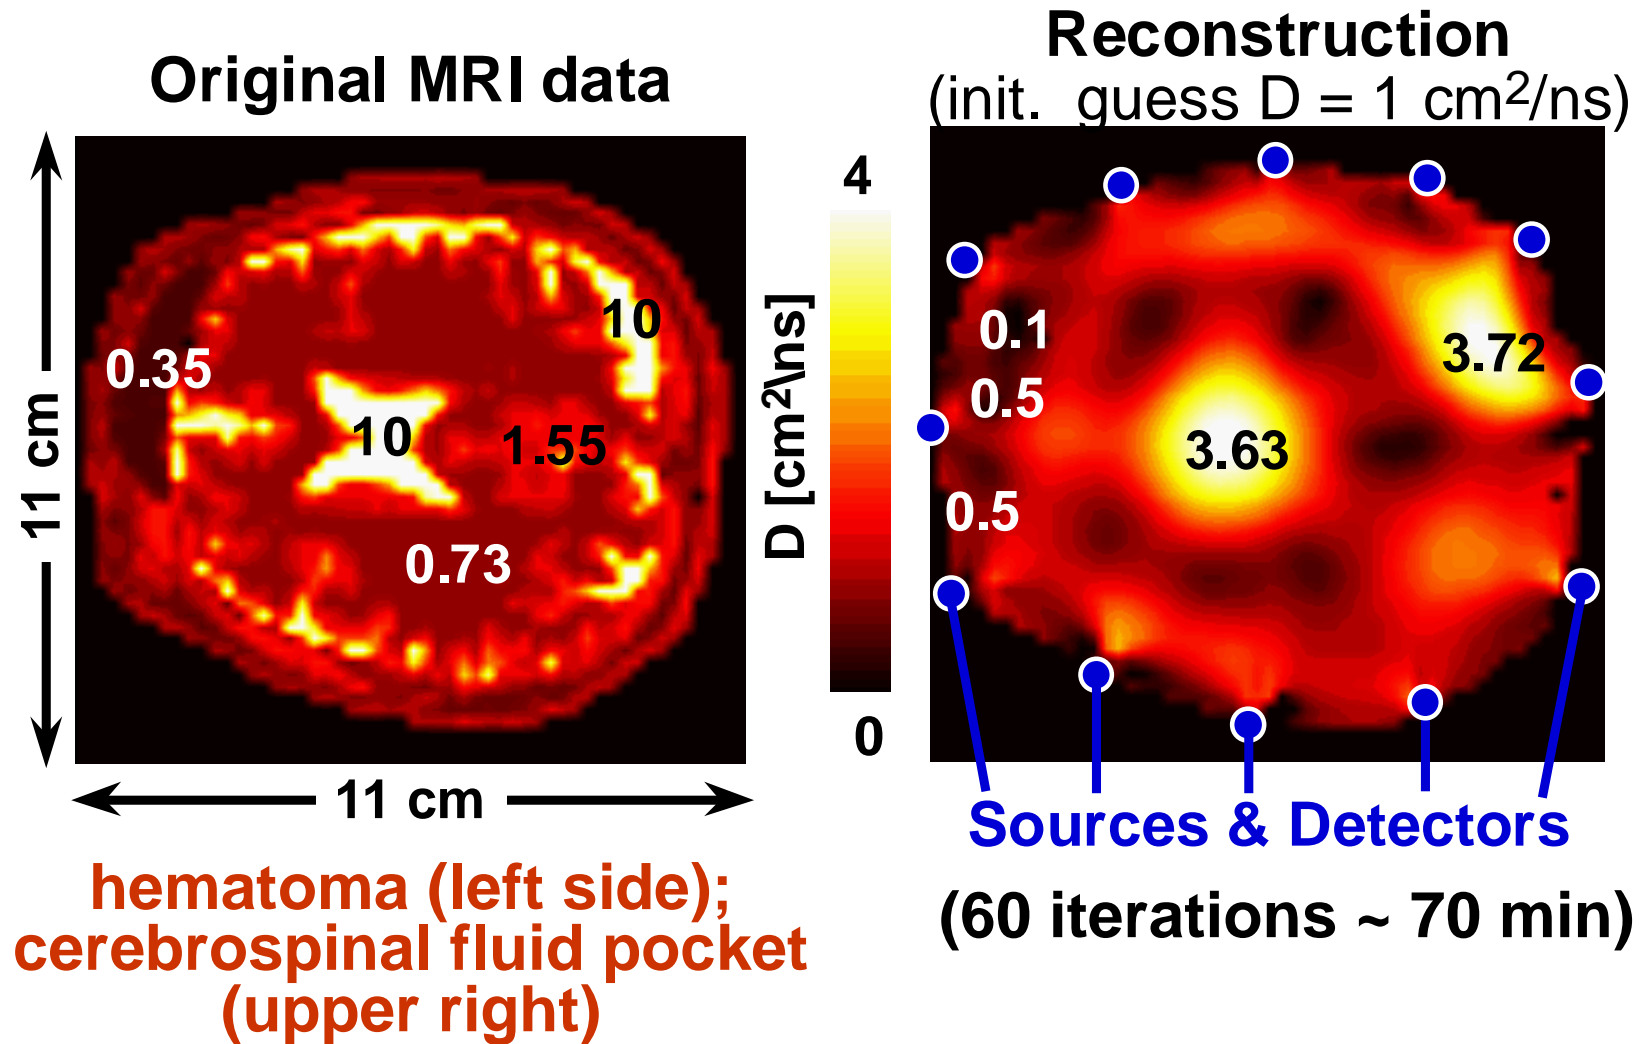 Original MRI data
11 cm
0.35
10
10
1.55
0.73
11 cm
hematoma (left side);
cerebrospinal fluid pocket
(upper right)
4
D [cm²\ns]
0
Reconstruction
(init. guess D = 1 cm²/ns)
0.1
0.5
0.5
3.72
3.63
Sources & Detectors
(60 iterations ~ 70 min)